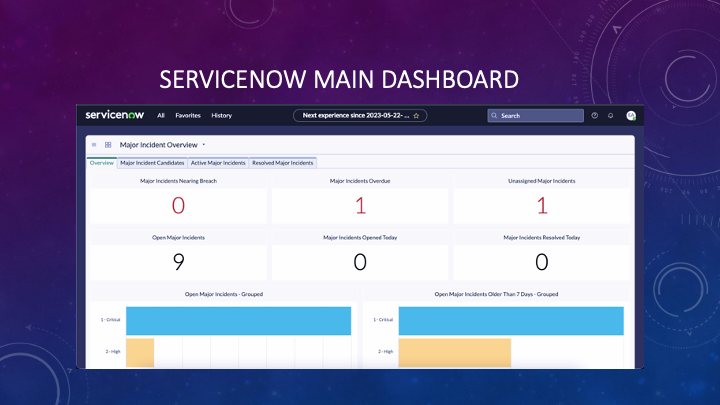 SERVICENOW MAIN DASHBOARD
servicenow All Favorites History Next experience since 2023-05-22- ... Search
Major Incident Overview
Overview Major Incident Candidates Active Major Incidents Resolved Major Incidents
Major Incidents Nearing Breach Major Incidents Overdue Unassigned Major Incidents
0 1 1
Open Major Incidents Major Incidents Opened Today Major Incidents Resolved Today
9 0 0
Open Major Incidents - Grouped Open Major Incidents Older Than 7 Days - Grouped
1 - Critical 1 - Critical
2 - High 2 - High